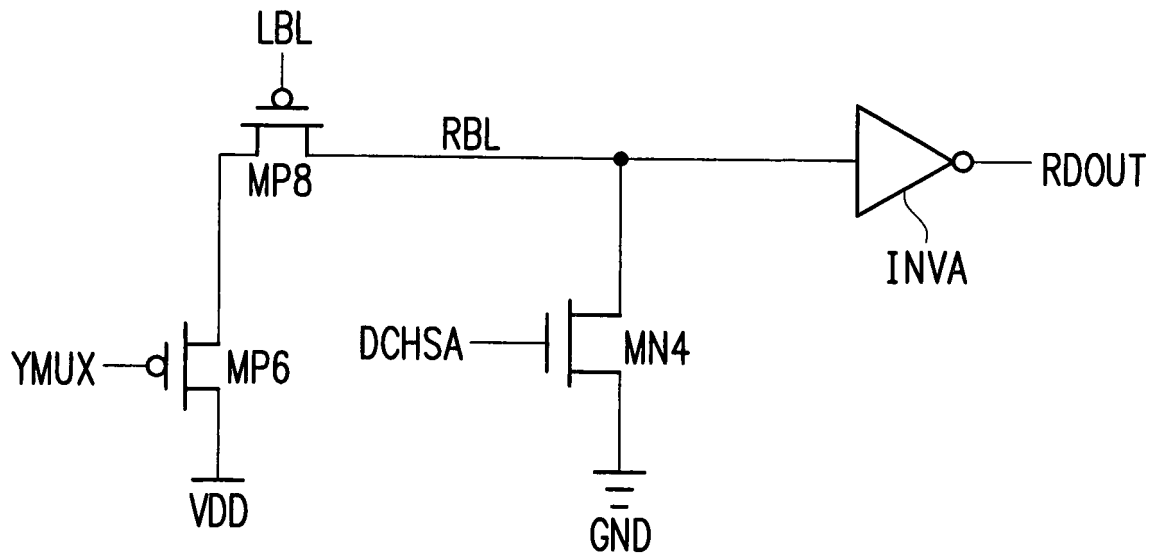 LBL
RBL
MP8
RDOUT
INVA
DCHSA
MN4
YMUX
MP6
VDD
GND